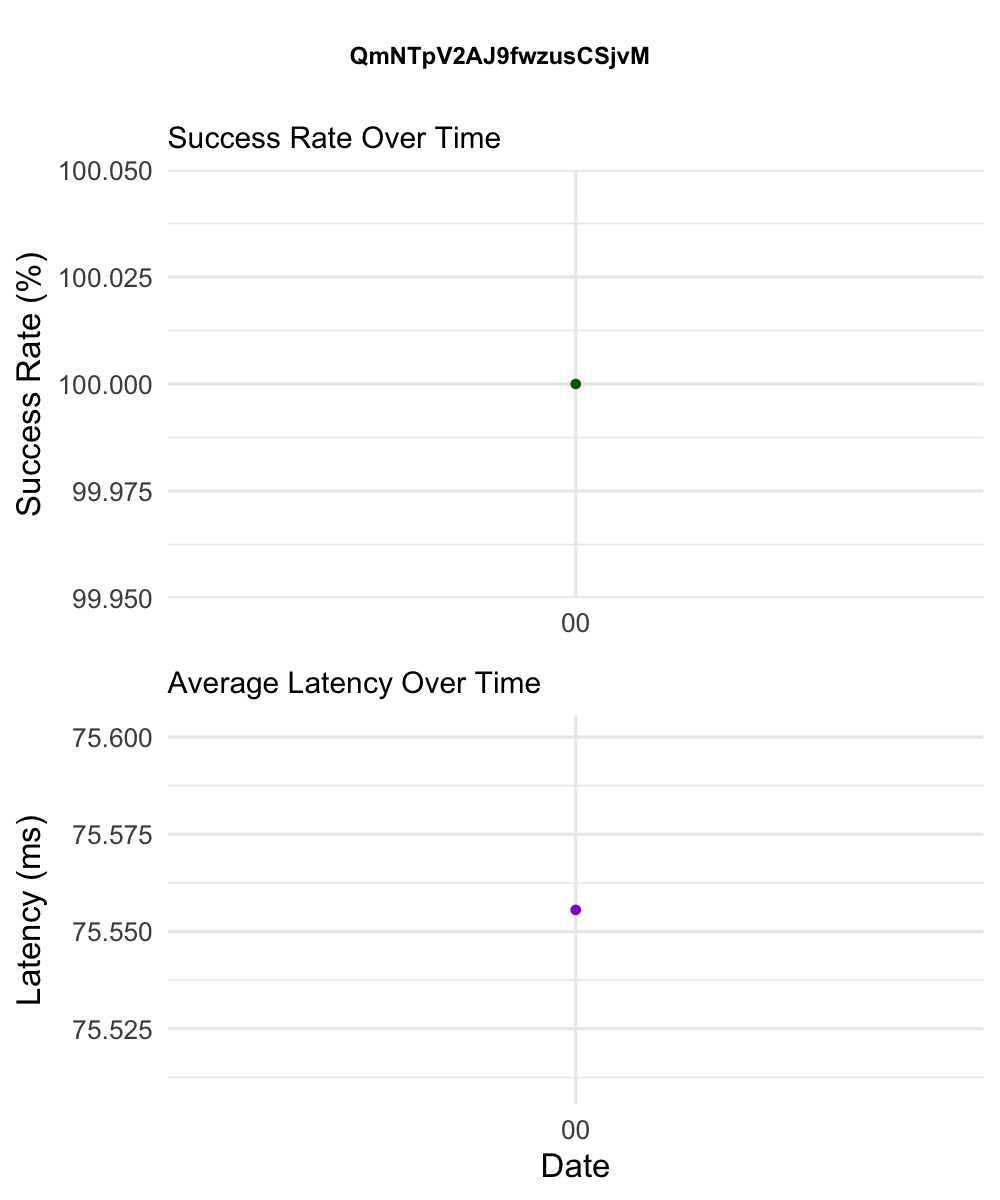 QmNTpV2AJ9fwzusCSjvM
Success Rate Over Time
Success Rate (%)
100.050
100.025
100.000
99.975
99.950
00
Average Latency Over Time
Latency (ms)
75.600
75.575
75.550
75.525
00
Date